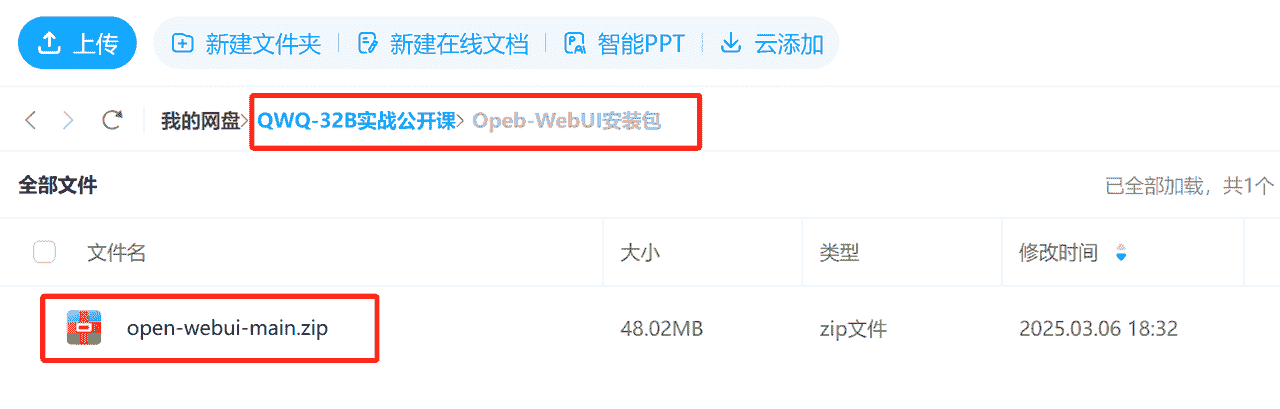 上传 新建文件夹 新建在线文档 智能PPT 云添加
我的网盘> QWQ-32B实战公开课> Opeb-WebUI安装包
全部文件 已全部加载，共1个
文件名 大小 类型 修改时间
open-webui-main.zip 48.02MB zip文件 2025.03.06 18:32